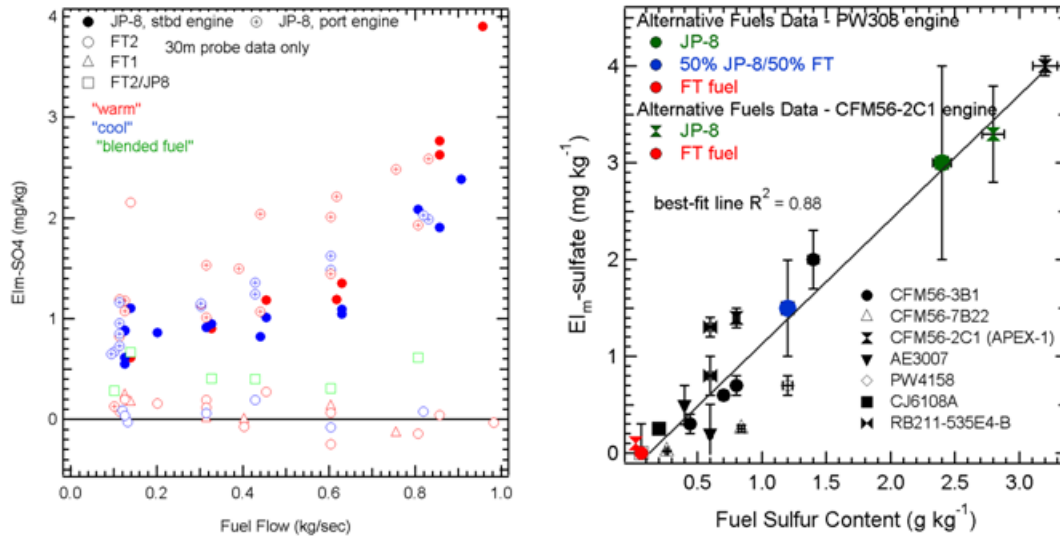 JP-8, stbd engine JP-8, port engine
FT2 30m probe data only
FT1
FT2/JP8
"warm"
"cool"
"blended fuel"
EIm-SO4 (mg/kg)
4
3
2
1
0
0.0 0.2 0.4 0.6 0.8 1.0
Fuel Flow (kg/sec)
Alternative Fuels Data - PW308 engine
JP-8
50% JP-8/50% FT
FT fuel
Alternative Fuels Data - CFM56-2C1 engine
JP-8
FT fuel
best-fit line R² = 0.88
CFM56-3B1
CFM56-7B22
CFM56-2C1 (APEX-1)
AE3007
PW4158
CJ6108A
RB211-535E4-B
EIₘ-sulfate (mg kg⁻¹)
4
3
2
1
0
0.5 1.0 1.5 2.0 2.5 3.0
Fuel Sulfur Content (g kg⁻¹)